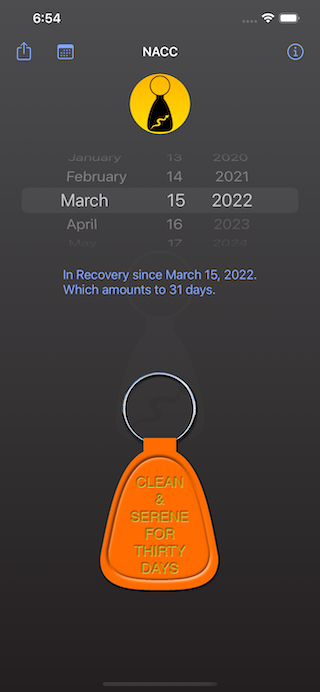 6:54
NACC
January 13 2020
February 14 2021
March 15 2022
April 16 2023
May 17 2024
In Recovery since March 15, 2022.
Which amounts to 31 days.
CLEAN
&
SERENE
FOR
THIRTY
DAYS